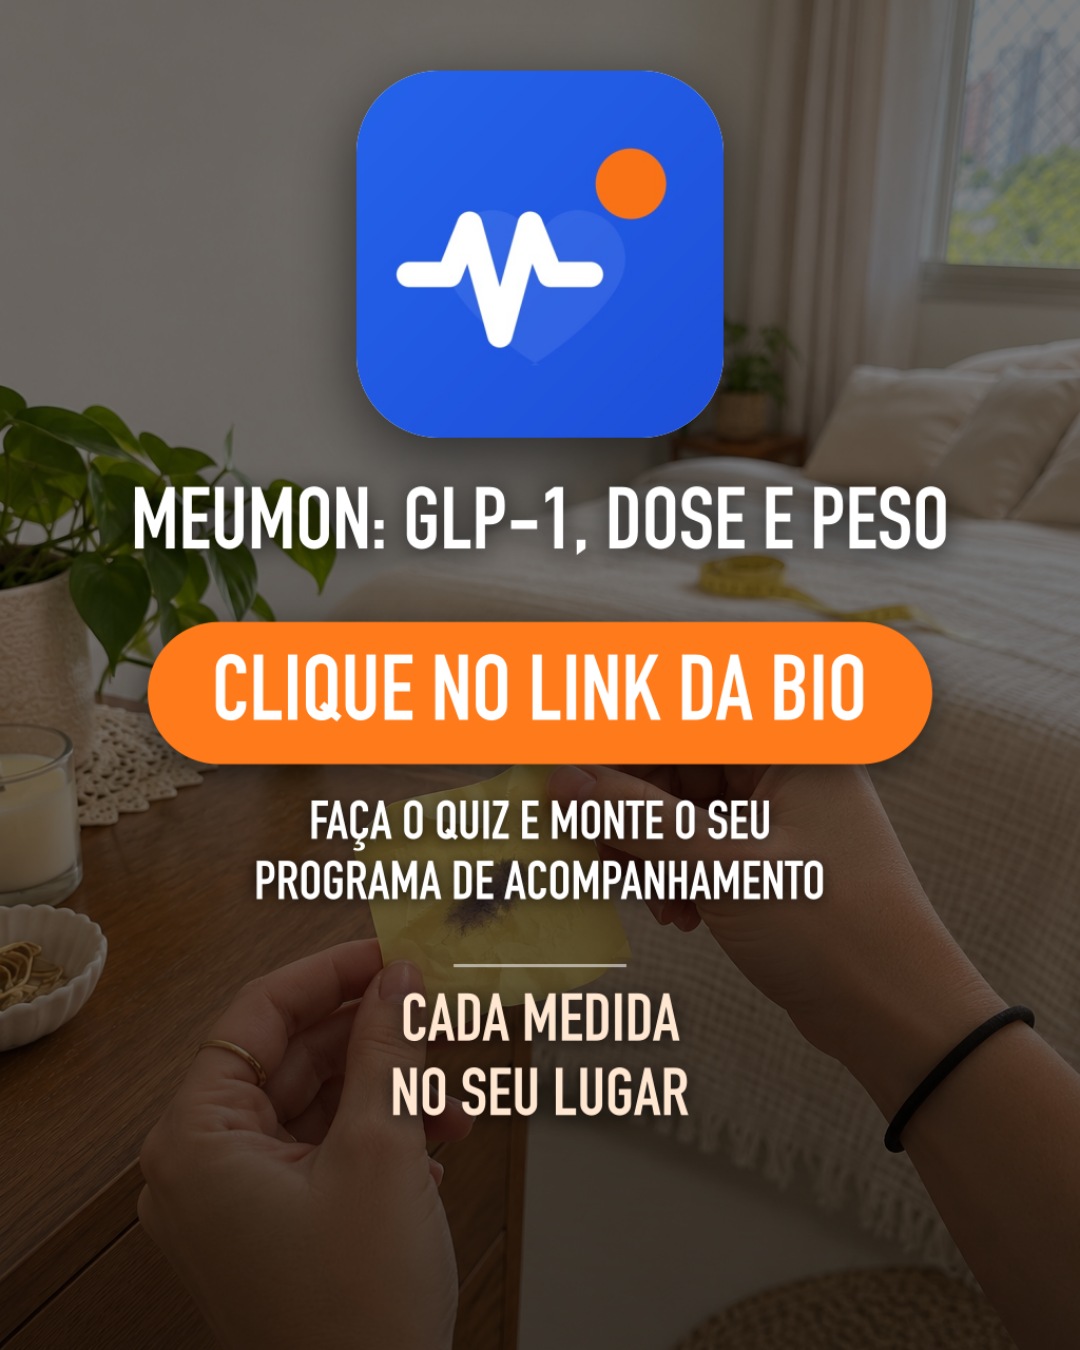 MEUMON: GLP-1, DOSE E PESO
CLIQUE NO LINK DA BIO
FAÇA O QUIZ E MONTE O SEU
PROGRAMA DE ACOMPANHAMENTO
CADA MEDIDA
NO SEU LUGAR